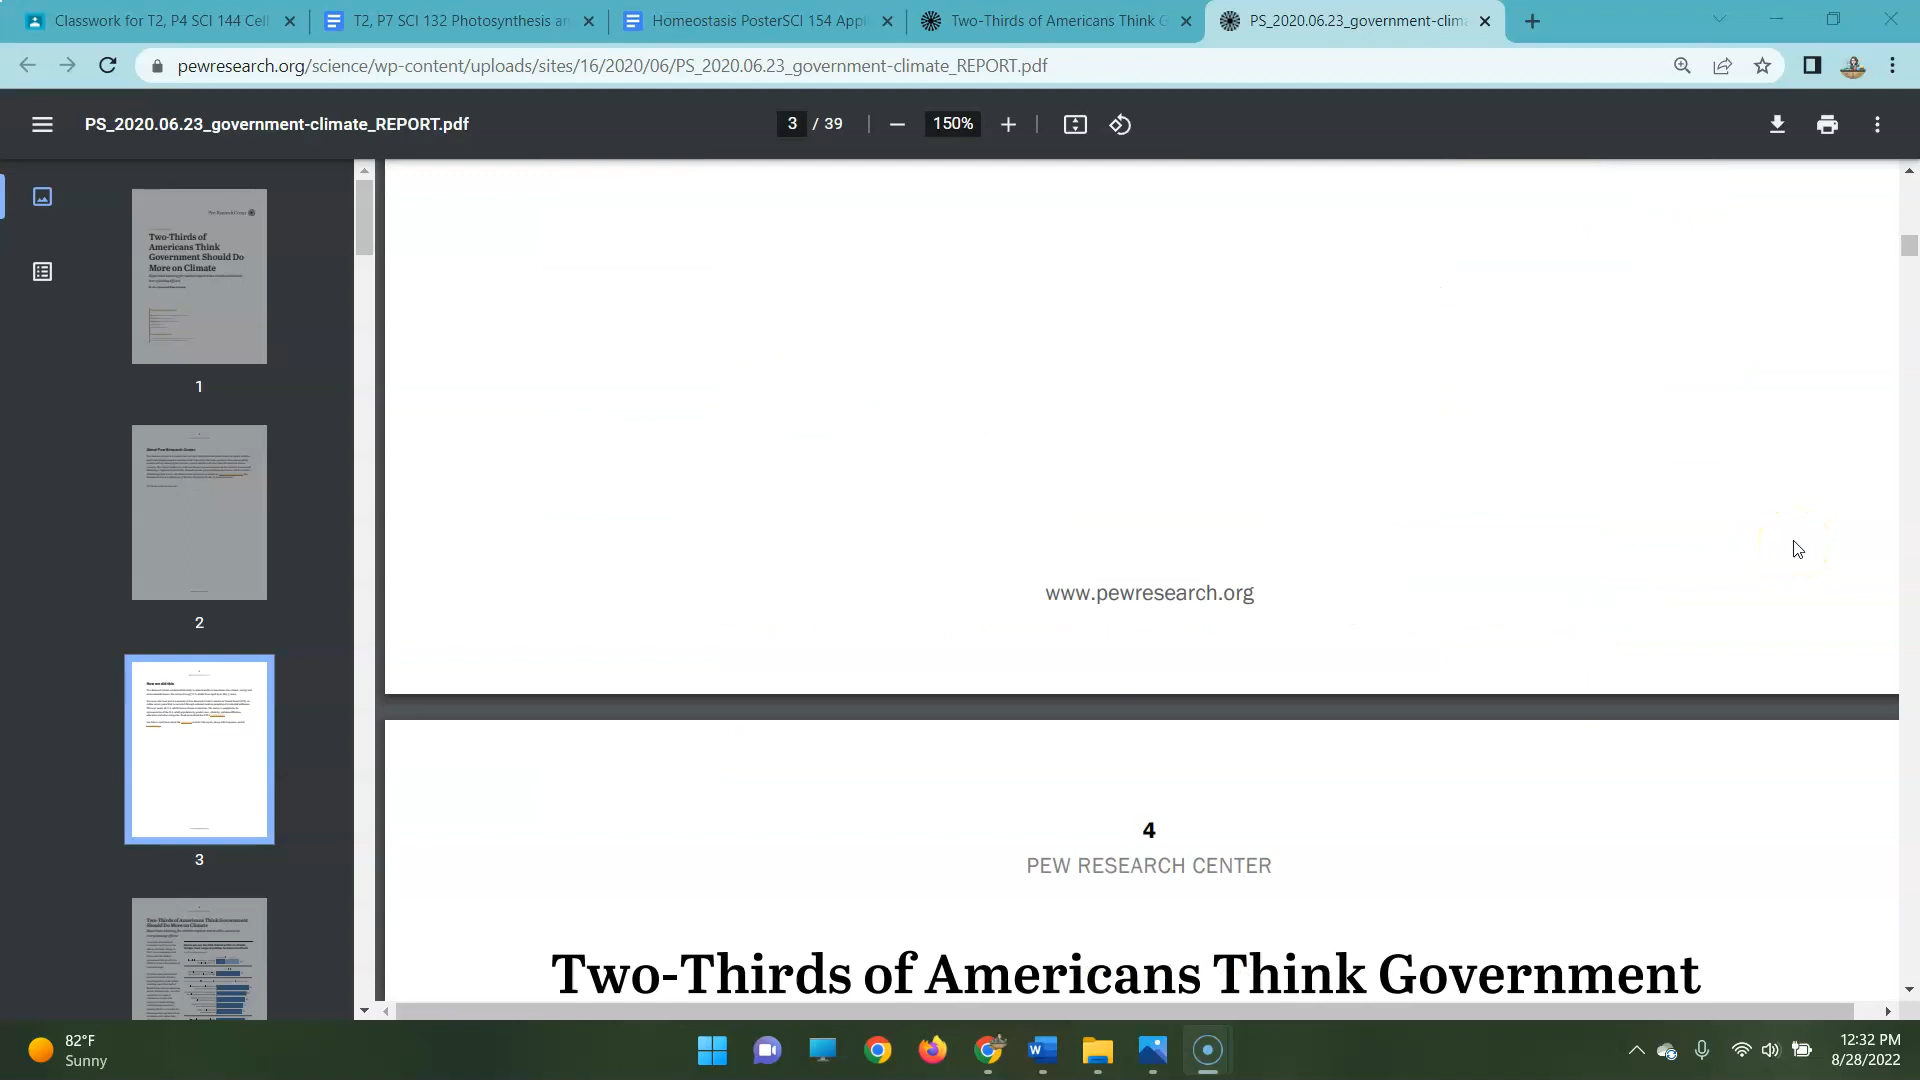 Classwork for T2, P4 SCI 144 Cell
T2, P7 SCI 132 Photosynthesis an
Homeostasis PosterSCI 154 Appl
Two-Thirds of Americans Think G
PS_2020.06.23_government-clima
pewresearch.org/science/wp-content/uploads/sites/16/2020/06/PS_2020.06.23_government-climate_REPORT.pdf
PS_2020.06.23_government-climate_REPORT.pdf
3 / 39
150%
Two-Thirds of
Americans Think
Government Should Do
More on Climate
1
2
3
www.pewresearch.org
4
PEW RESEARCH CENTER
Two-Thirds of Americans Think Government
82°F
Sunny
12:32 PM
8/28/2022